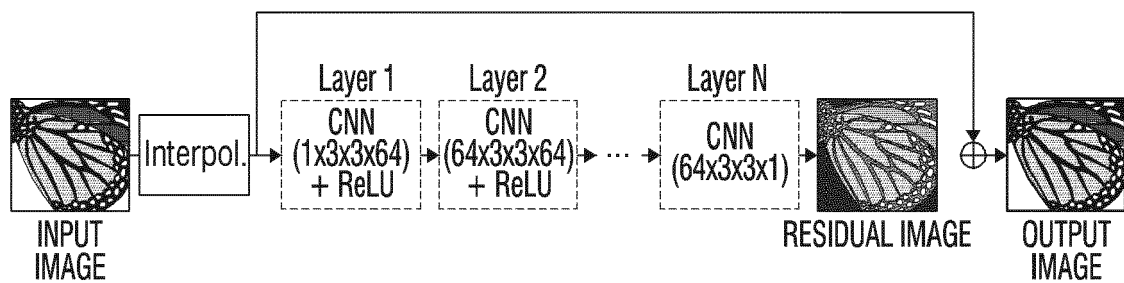 Layer 1
Layer 2
Layer N
Interpol.
CNN
(1x3x3x64)
+ ReLU
CNN
(64x3x3x64)
+ ReLU
...
CNN
(64x3x3x1)
INPUT
IMAGE
RESIDUAL IMAGE
OUTPUT
IMAGE